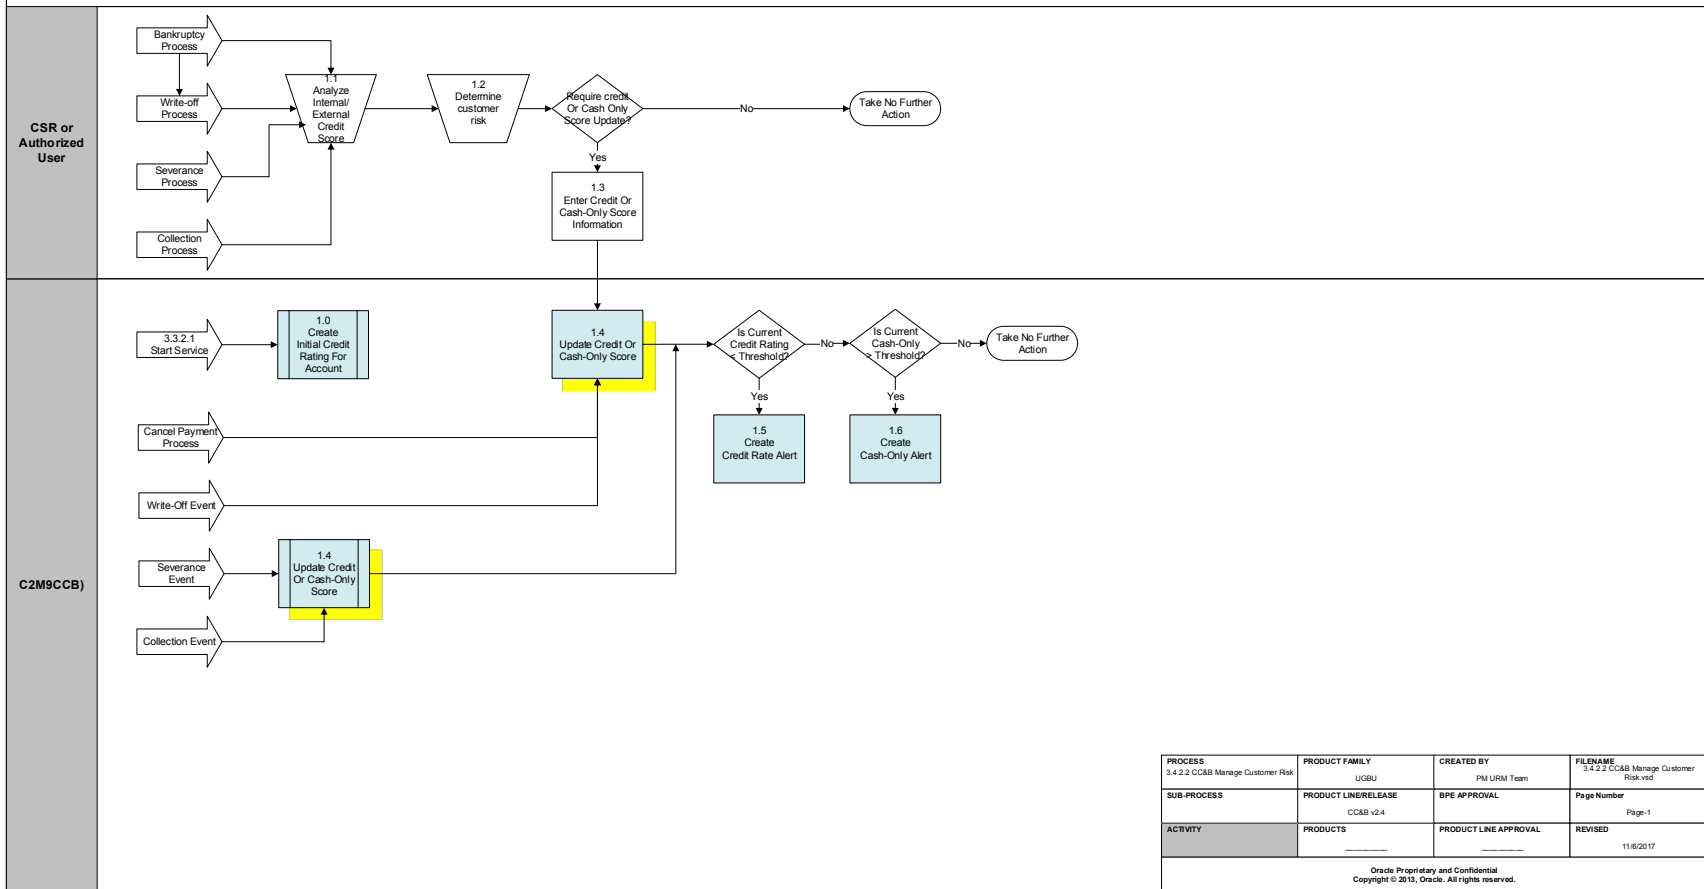 CSR or
Authorized
User
Bankruptcy
Process
Write-off
Process
Severance
Process
Collection
Process
1.1
Analyze
Internal/
External
Credit
Score
1.2
Determine
customer
risk
Require credit
Or Cash Only
Score Update?
No
Take No Further
Action
Yes
1.3
Enter Credit Or
Cash-Only Score
Information
C2M9CCB)
3.3.2.1
Start Service
1.0
Create
Initial Credit
Rating For
Account
1.4
Update Credit Or
Cash-Only Score
Is Current
Credit Rating
< Threshold?
No
Is Current
Cash-Only
> Threshold?
No
Take No Further
Action
Yes
Yes
1.5
Create
Credit Rate Alert
1.6
Create
Cash-Only Alert
Cancel Payment
Process
Write-Off Event
Severance
Event
1.4
Update Credit
Or Cash-Only
Score
Collection Event
PROCESS
3.4.2.2 CC&B Manage Customer Risk
PRODUCT FAMILY
UGBU
CREATED BY
PM URM Team
FILENAME
3.4.2.2 CC&B Manage Customer
Risk.vsd
SUB-PROCESS
PRODUCT LINE/RELEASE
CC&B v2.4
BPE APPROVAL
Page Number
Page-1
ACTIVITY
PRODUCTS
PRODUCT LINE APPROVAL
REVISED
11/6/2017
Oracle Proprietary and Confidential
Copyright © 2013, Oracle. All rights reserved.